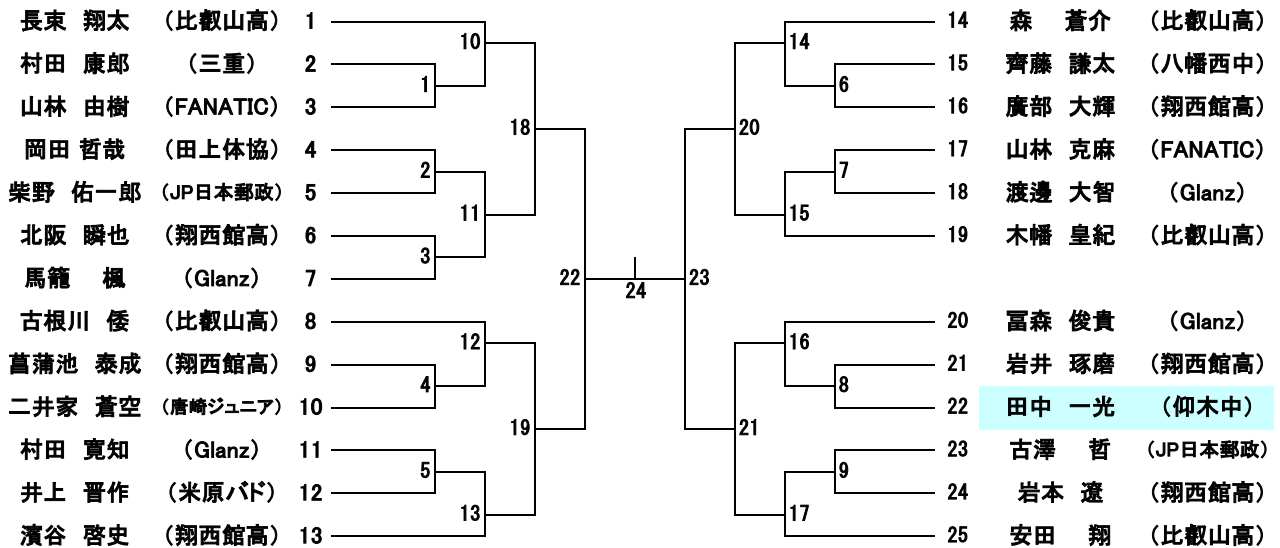 長束 翔太 （比叡山高） 1
村田 康郎 （三重） 2
山林 由樹 （FANATIC） 3
岡田 哲哉 （田上体協） 4
柴野 佑一郎 （JP日本郵政） 5
北阪 瞬也 （翔西館高） 6
馬籠 楓 （Glanz） 7
古根川 倭 （比叡山高） 8
菖蒲池 泰成 （翔西館高） 9
二井家 蒼空 （唐崎ジュニア） 10
村田 寛知 （Glanz） 11
井上 晋作 （米原バド） 12
濱谷 啓史 （翔西館高） 13
10
1
18
2
11
3
22
12
4
19
5
13
24
14
6
20
7
15
23
16
8
21
9
17
14 森 蒼介 （比叡山高）
15 齊藤 謙太 （八幡西中）
16 廣部 大輝 （翔西館高）
17 山林 克麻 （FANATIC）
18 渡邊 大智 （Glanz）
19 木幡 皇紀 （比叡山高）
20 冨森 俊貴 （Glanz）
21 岩井 琢磨 （翔西館高）
22 田中 一光 （仰木中）
23 古澤 哲 （JP日本郵政）
24 岩本 遼 （翔西館高）
25 安田 翔 （比叡山高）